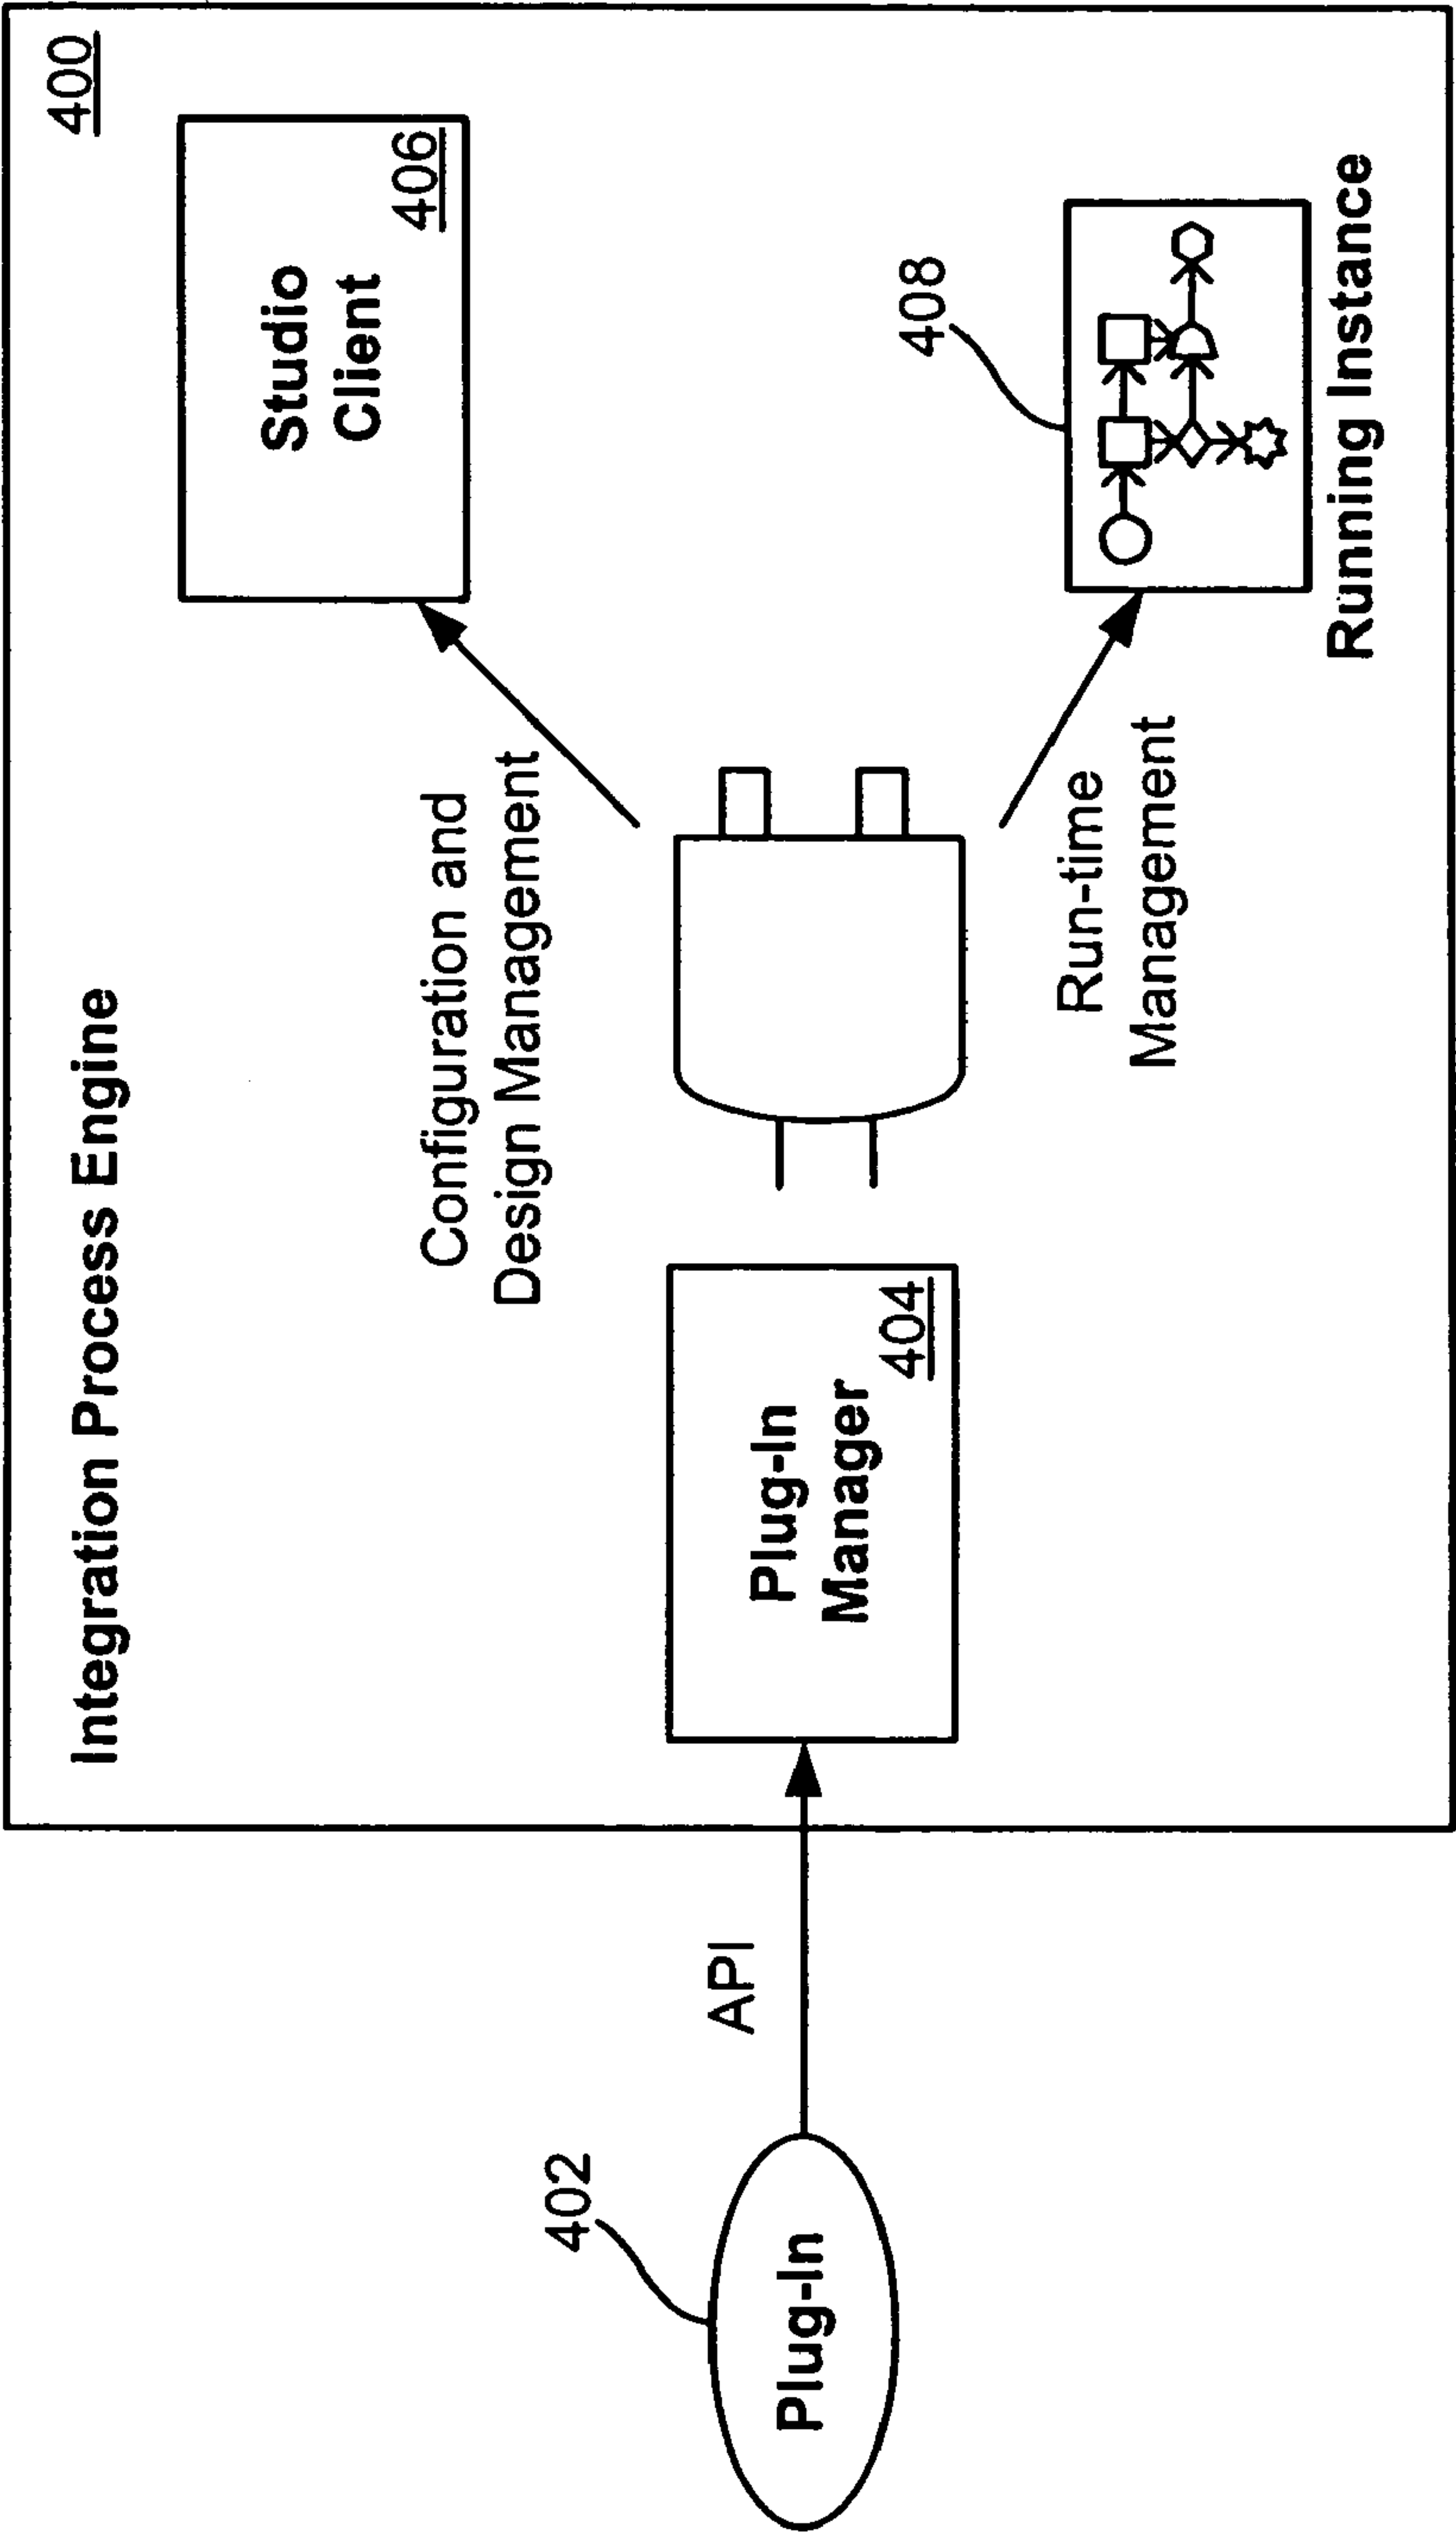 Integration Process Engine
400
Studio
Client
406
Configuration and
Design Management
402
Plug-In
API
Plug-In
Manager
404
408
Run-time
Management
Running Instance